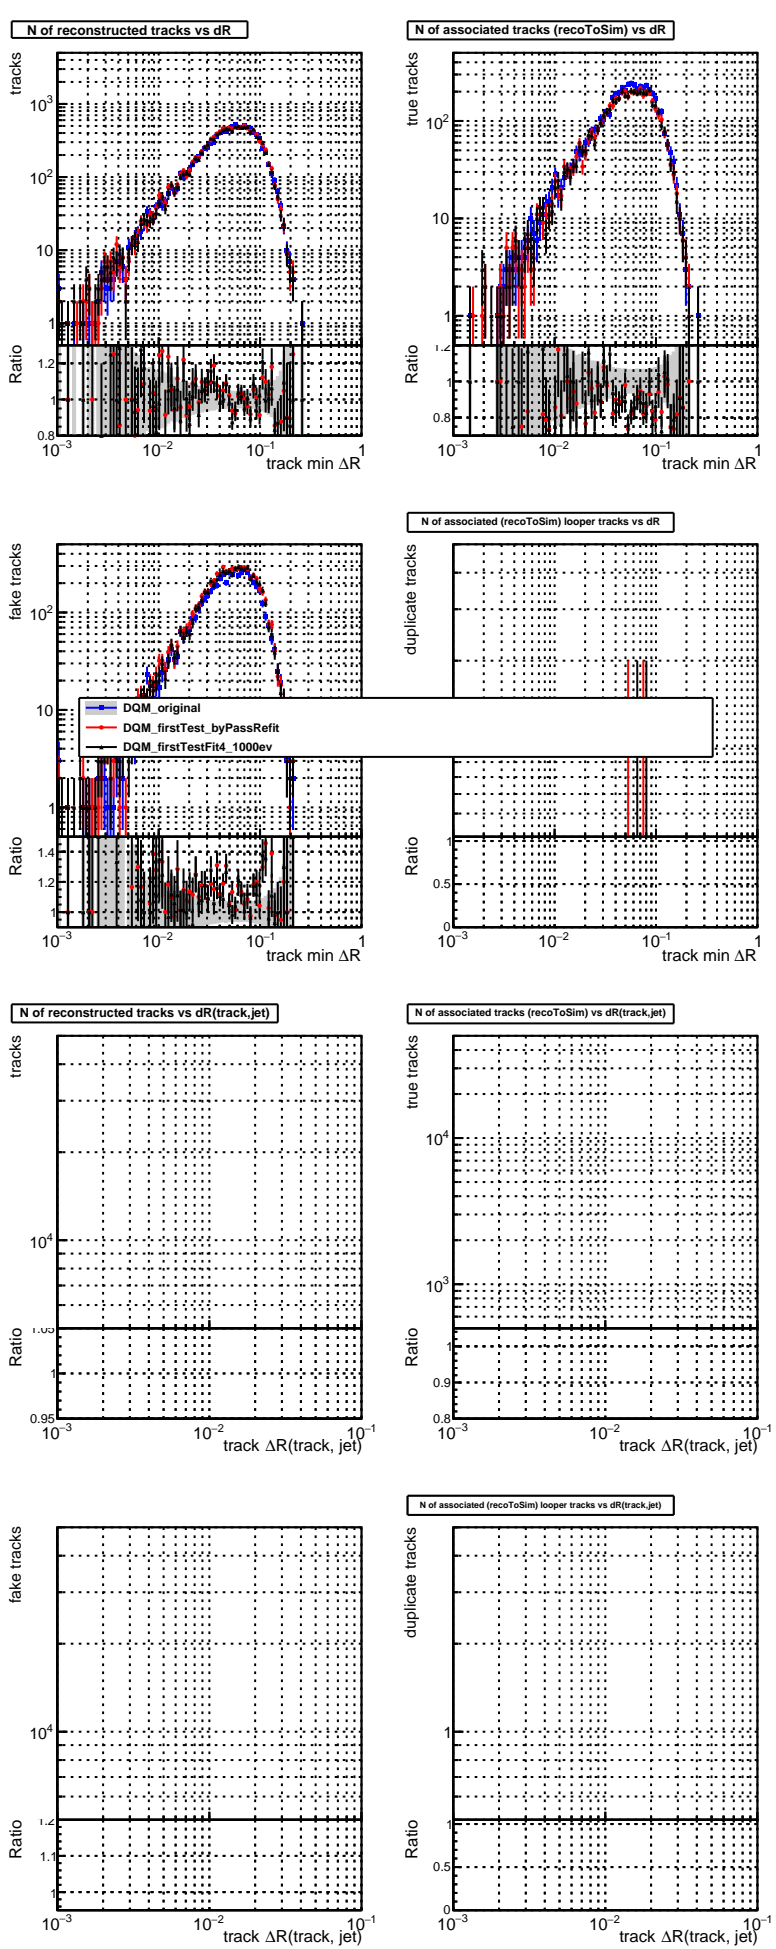 N of reconstructed tracks vs dR
tracks
10³
10²
10
1
Ratio
1.2
1
0.8
10⁻³ 10⁻² 10⁻¹ 1
track min ΔR
N of associated tracks (recoToSim) vs dR
true tracks
10²
10
1
Ratio
1.2
1
0.8
10⁻³ 10⁻² 10⁻¹ 1
track min ΔR
fake tracks
10²
10
1
Ratio
1.4
1.2
1
10⁻³ 10⁻² 10⁻¹ 1
track min ΔR
N of associated (recoToSim) looper tracks vs dR
duplicate tracks
Ratio
1
0.5
0
10⁻³ 10⁻² 10⁻¹ 1
track min ΔR
DQM_original
DQM_firstTest_byPassRefit
DQM_firstTestFit4_1000ev
N of reconstructed tracks vs dR(track,jet)
tracks
10⁴
Ratio
1.05
1
0.95
10⁻³ 10⁻² 10⁻¹
track ΔR(track, jet)
N of associated tracks (recoToSim) vs dR(track,jet)
true tracks
10⁴
10³
Ratio
1
0.9
0.8
10⁻³ 10⁻² 10⁻¹
track ΔR(track, jet)
fake tracks
10⁴
Ratio
1.2
1.1
1
10⁻³ 10⁻² 10⁻¹
track ΔR(track, jet)
N of associated (recoToSim) looper tracks vs dR(track,jet)
duplicate tracks
1
Ratio
1
0.5
0
10⁻³ 10⁻² 10⁻¹
track ΔR(track, jet)